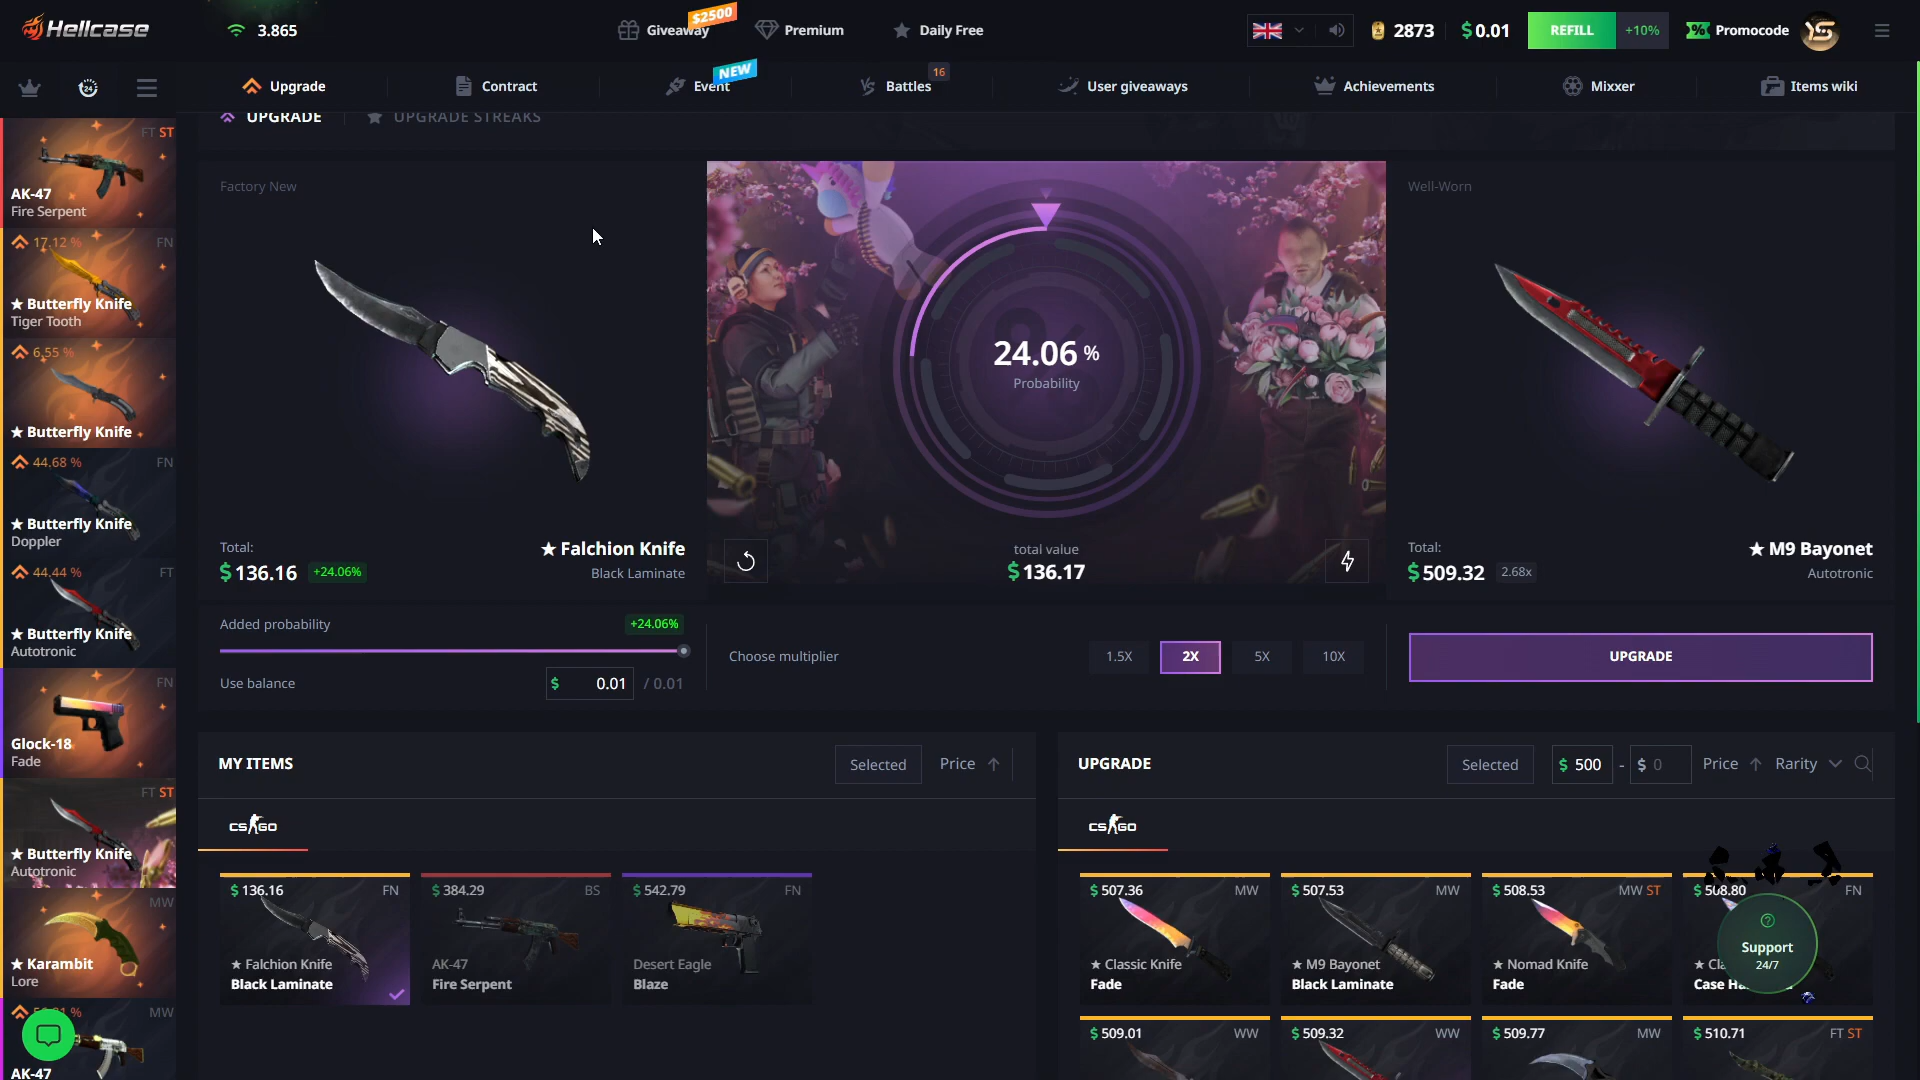 Hellcase
3.865
Giveaway
$2500
Premium
Daily Free
2873
$0.01
REFILL
+10%
Promocode
YS
24
Upgrade
Contract
Event
NEW
Battles
16
User giveaways
Achievements
Mixxer
Items wiki
UPGRADE
UPGRADE STREAKS
FT ST
AK-47
Fire Serpent
17.12 %
FN
★ Butterfly Knife
Tiger Tooth
6.55 %
★ Butterfly Knife
44.68 %
FN
★ Butterfly Knife
Doppler
44.44 %
FT
★ Butterfly Knife
Autotronic
FN
Glock-18
Fade
FT ST
★ Butterfly Knife
Autotronic
MW
★ Karambit
Lore
MW
AK-47
Factory New
Total:
$136.16
+24.06%
★ Falchion Knife
Black Laminate
24.06 %
Probability
total value
$136.17
Well-Worn
Total:
$509.32
2.68x
★ M9 Bayonet
Autotronic
Added probability
+24.06%
Use balance
$ 0.01 / 0.01
Choose multiplier
1.5X
2X
5X
10X
UPGRADE
MY ITEMS
Selected
Price
CS GO
$136.16
FN
★ Falchion Knife
Black Laminate
$384.29
BS
AK-47
Fire Serpent
$542.79
FN
Desert Eagle
Blaze
UPGRADE
Selected
$ 500 - $ 0
Price
Rarity
CS GO
$507.36
MW
★ Classic Knife
Fade
$507.53
MW
★ M9 Bayonet
Black Laminate
$508.53
MW ST
★ Nomad Knife
Fade
$508.80
FN
Support
24/7
$509.01
WW
$509.32
WW
$509.77
MW
$510.71
FT ST